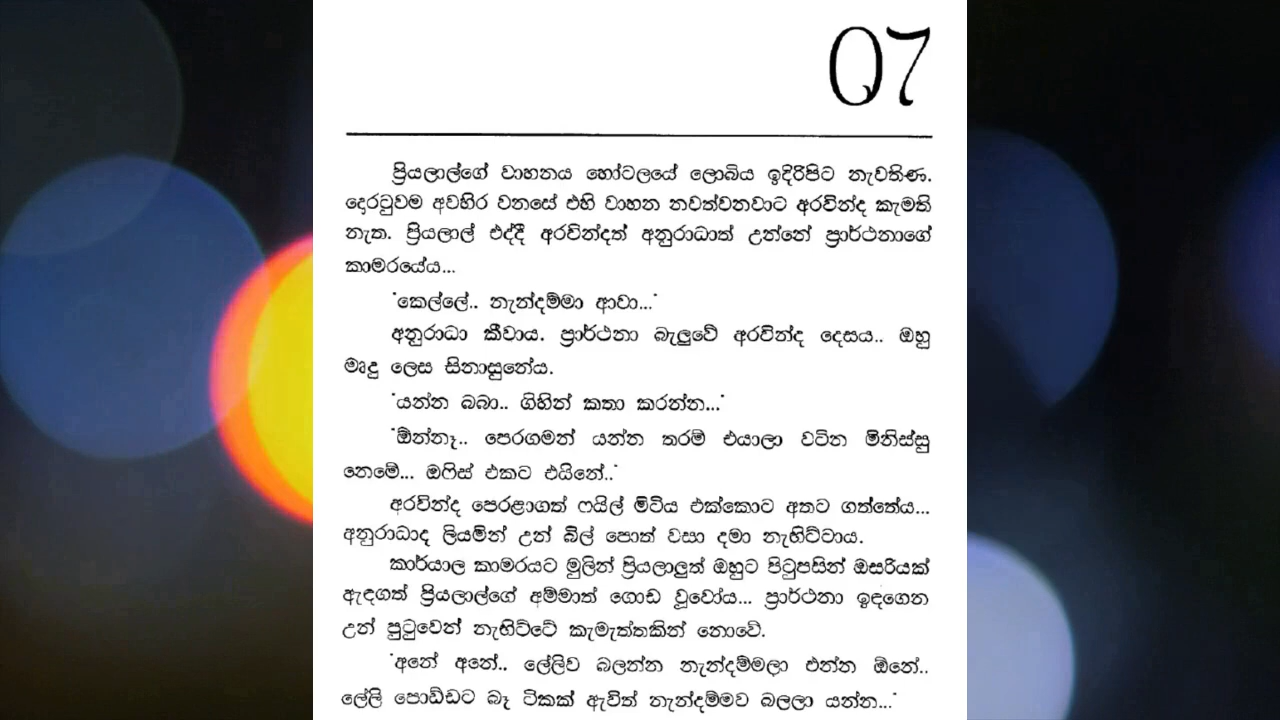 07
ප්‍රියලාල්ගේ වාහනය හෝටලයේ ලොබිය ඉදිරිපිට නැවතිණ.
දොරටුවම අවහිර වනසේ එහි වාහන නවත්වනවාට අරවින්ද කැමති
නැත. ප්‍රියලාල් එද්දී අරවින්දත් අනුරාධාත් උන්නේ ප්‍රාර්ථනාගේ
කාමරයේය...
"කෙල්ලේ.. නැන්දම්මා ආවා..."
අනුරාධා කීවාය. ප්‍රාර්ථනා බැලුවේ අරවින්ද දෙසය.. ඔහු
මෘදු ලෙස සිනාසුනේය.
"යන්න බබා.. ගිහින් කතා කරන්න..."
"ඕන්නෑ.. පෙරගමන් යන්න තරම් එයාලා වටින මිනිස්සු
නෙමේ... ඔෆිස් එකට එයිනේ.."
අරවින්ද පෙරළාගත් ෆයිල් මිටිය එක්කොට අතට ගත්තේය...
අනුරාධාද ලියමින් උන් බිල් පොත් වසා දමා නැඟිට්ටාය.
කාර්යාල කාමරයට මුලින් ප්‍රියලාලුත් ඔහුට පිටුපසින් ඔසරියක්
ඇඳගත් ප්‍රියලාල්ගේ අම්මාත් ගොඩ වූවෝය... ප්‍රාර්ථනා ඉඳගෙන
උන් පුටුවෙන් නැඟිට්ටේ කැමැත්තකින් නොවේ.
"අනේ අනේ.. ලේලිව බලන්න නැන්දම්මලා එන්න ඕනේ..
ලේලි පොඩ්ඩට බෑ ටිකක් ඇවිත් නැන්දම්මව බලලා යන්න..."